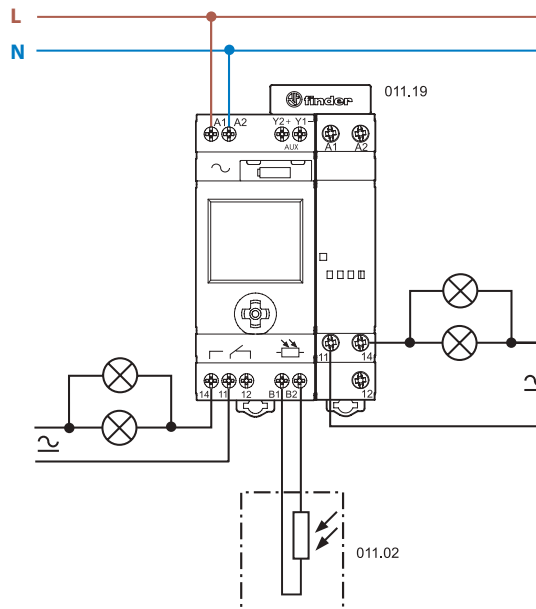 L
N
finder
011.19
A1 A2 Y2+ Y1-
AUX
A1 A2
11 14
12
14 11 12 B1 B2
011.02